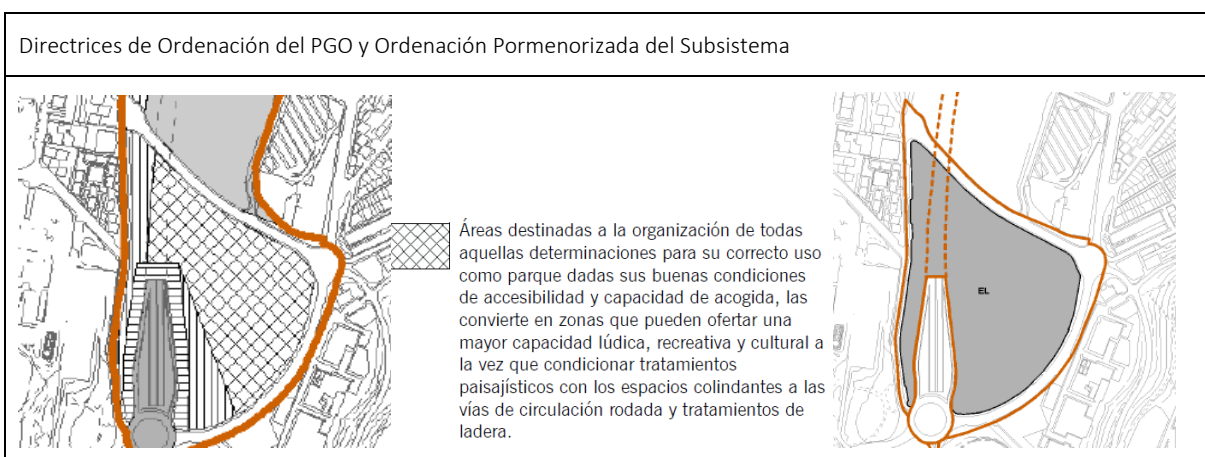 Directrices de Ordenación del PGO y Ordenación Pormenorizada del Subsistema
Áreas destinadas a la organización de todas
aquellas determinaciones para su correcto uso
como parque dadas sus buenas condiciones
de accesibilidad y capacidad de acogida, las
convierte en zonas que pueden ofertar una
mayor capacidad lúdica, recreativa y cultural a
la vez que condicionar tratamientos
paisajísticos con los espacios colindantes a las
vías de circulación rodada y tratamientos de
ladera.
EL